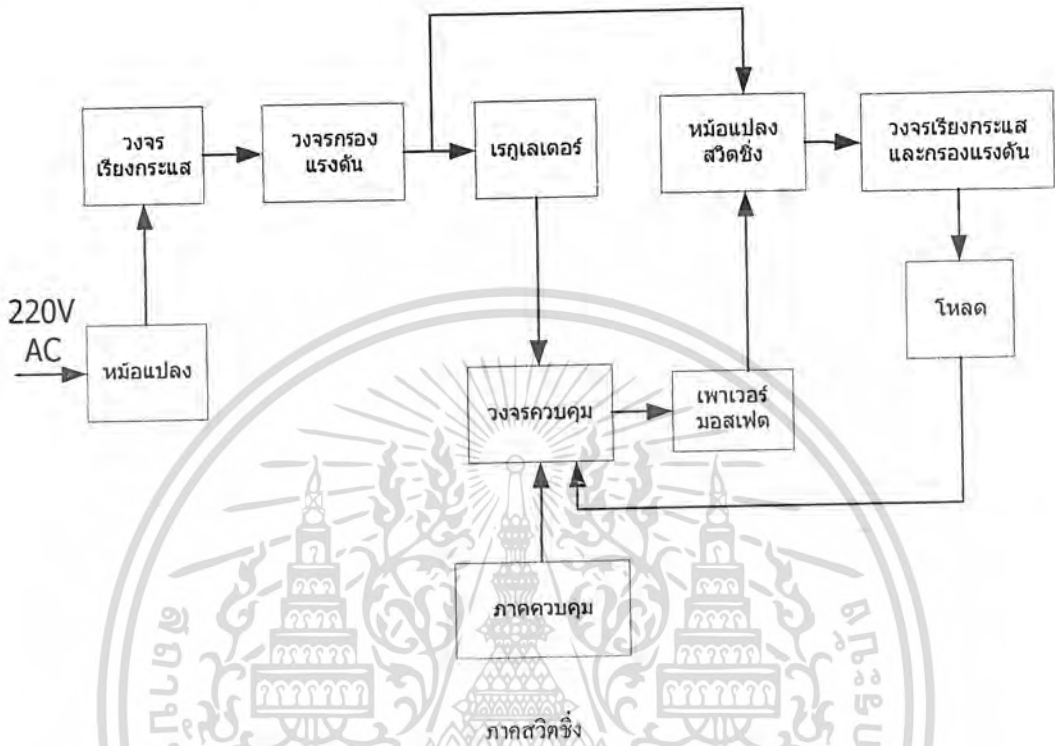 วงจร
เรียงกระแส
วงจรกรอง
แรงดัน
เรกูเลเตอร์
หม้อแปลง
สวิตชิ่ง
วงจรเรียงกระแส
และกรองแรงดัน
220V
AC
หม้อแปลง
โหลด
วงจรควบคุม
เพาเวอร์
มอสเฟต
ภาคควบคุม
ภาคสวิตชิ่ง